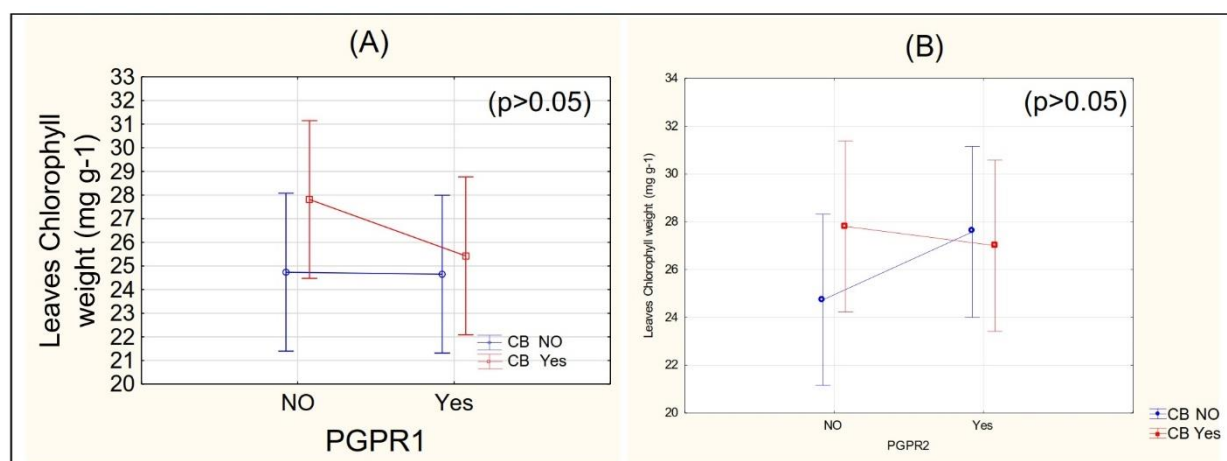 (A)
(p>0.05)
Leaves Chlorophyll
weight (mg g-1)
33
32
31
30
29
28
27
26
25
24
23
22
21
20
CB NO
CB Yes
NO Yes
PGPR1
(B)
(p>0.05)
Leaves Chlorophyll weight (mg g-1)
34
32
30
28
26
24
22
20
NO Yes
PGPR2
CB NO
CB Yes